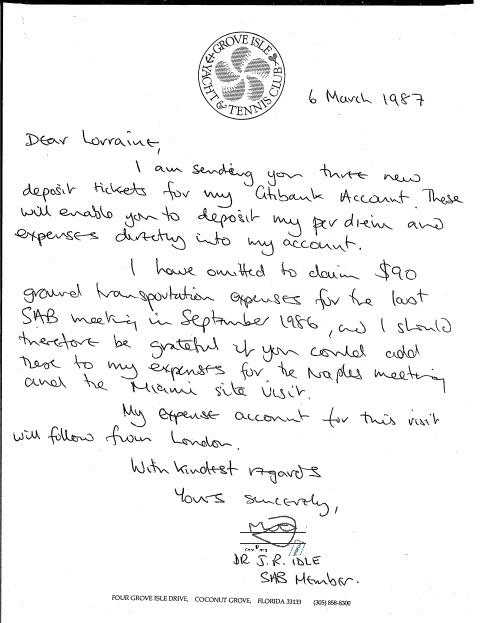 GROVE ISLE
YACHT & TENNIS CLUB
6 March 1987
Dear Lorraine,
I am sending you three new
deposit tickets for my Citibank Account. These
will enable you to deposit my per diem and
expenses directly into my account.
I have omitted to claim $90
ground transportation expenses for the last
SAB meeting in September 1986, and I should
therefore be grateful if you could add
these to my expenses for the Naples meeting
and the Miami site visit.
My expense account for this visit
will follow from London.
With kindest regards
Yours sincerely,
DR J.R. IDLE
SAB Member.
FOUR GROVE ISLE DRIVE, COCONUT GROVE, FLORIDA 33133 (305) 858-8300